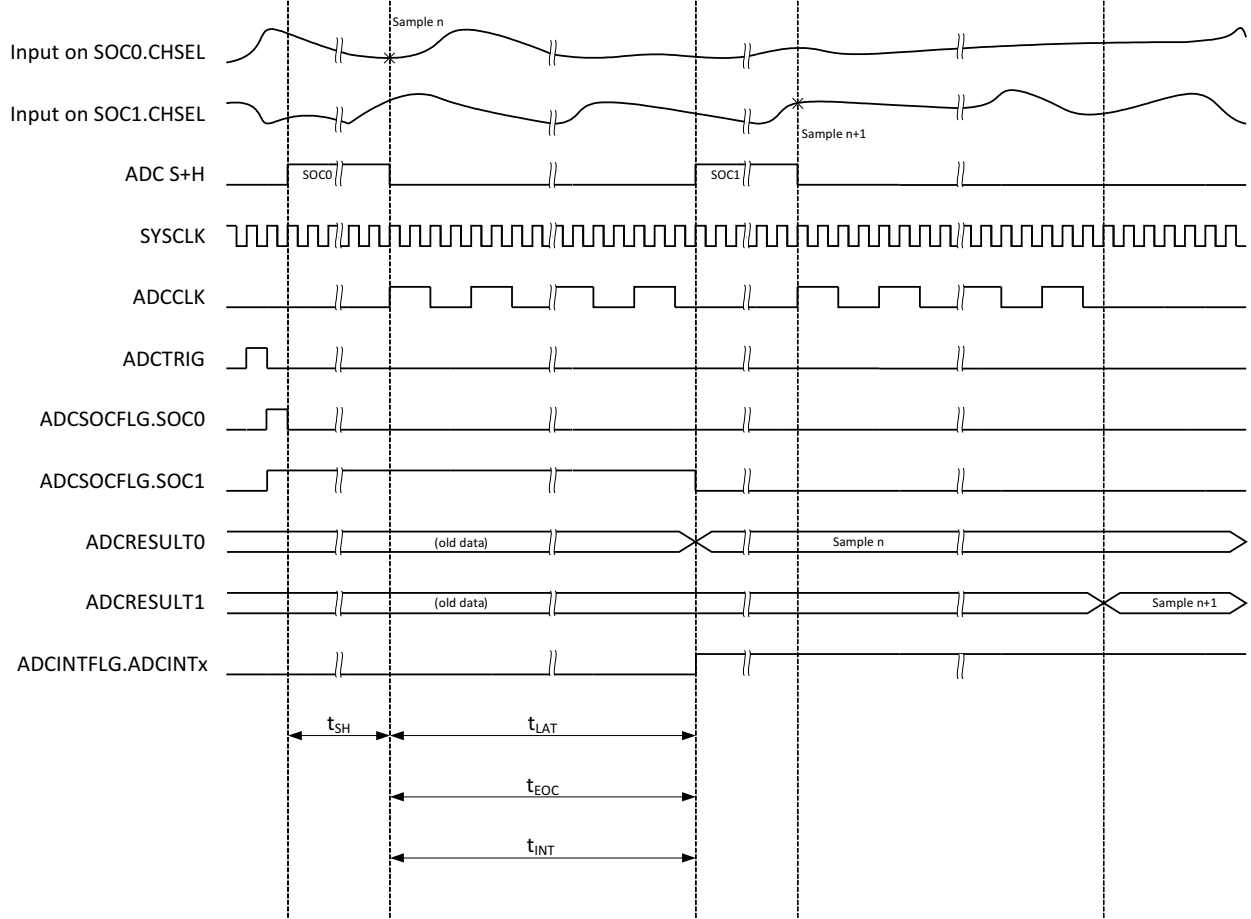 Sample n
Input on SOC0.CHSEL
Input on SOC1.CHSEL
Sample n+1
ADC S+H
SOC0
SOC1
SYSCLK
ADCCLK
ADCTRIG
ADCSOCFLG.SOC0
ADCSOCFLG.SOC1
ADCRESULT0
(old data)
Sample n
ADCRESULT1
(old data)
Sample n+1
ADCINTFLG.ADCINTx
tSH
tLAT
tEOC
tINT